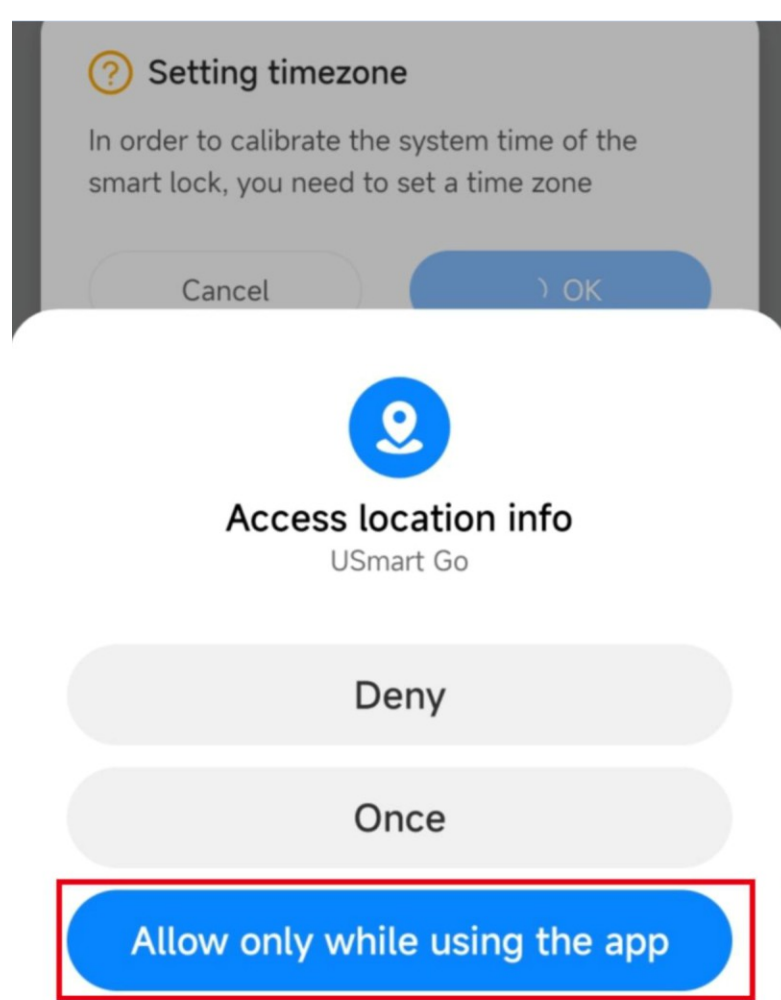 Setting timezone
In order to calibrate the system time of the
smart lock, you need to set a time zone
Cancel
OK
Access location info
USmart Go
Deny
Once
Allow only while using the app